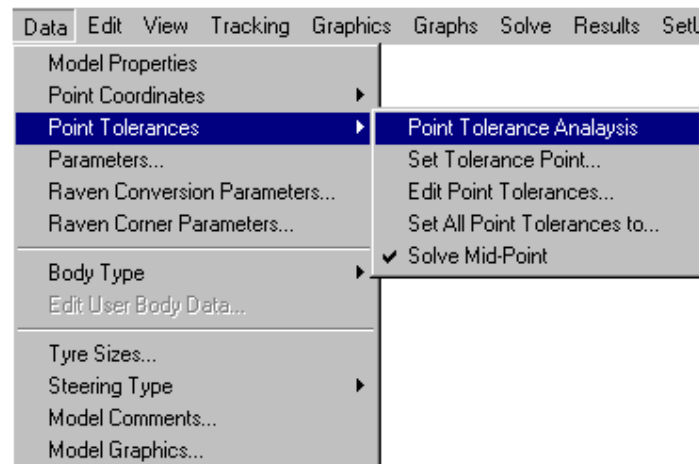 Data Edit View Tracking Graphics Graphs Solve Results
Model Properties
Point Coordinates
Point Tolerances
Parameters...
Raven Conversion Parameters...
Raven Corner Parameters...
Body Type
Edit User Body Data...
Tyre Sizes...
Steering Type
Model Comments...
Model Graphics...
Point Tolerance Analaysis
Set Tolerance Point...
Edit Point Tolerances...
Set All Point Tolerances to...
Solve Mid-Point